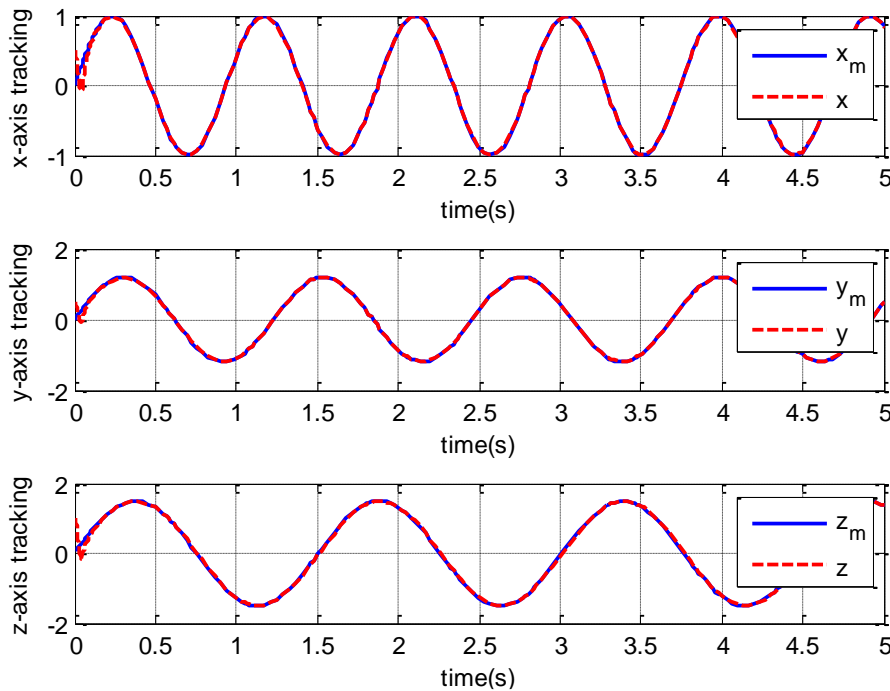 x-axis tracking
1
0
-1
x_m
x
0 0.5 1 1.5 2 2.5 3 3.5 4 4.5 5
time(s)
y-axis tracking
2
0
-2
y_m
y
0 0.5 1 1.5 2 2.5 3 3.5 4 4.5 5
time(s)
z-axis tracking
2
0
-2
z_m
z
0 0.5 1 1.5 2 2.5 3 3.5 4 4.5 5
time(s)